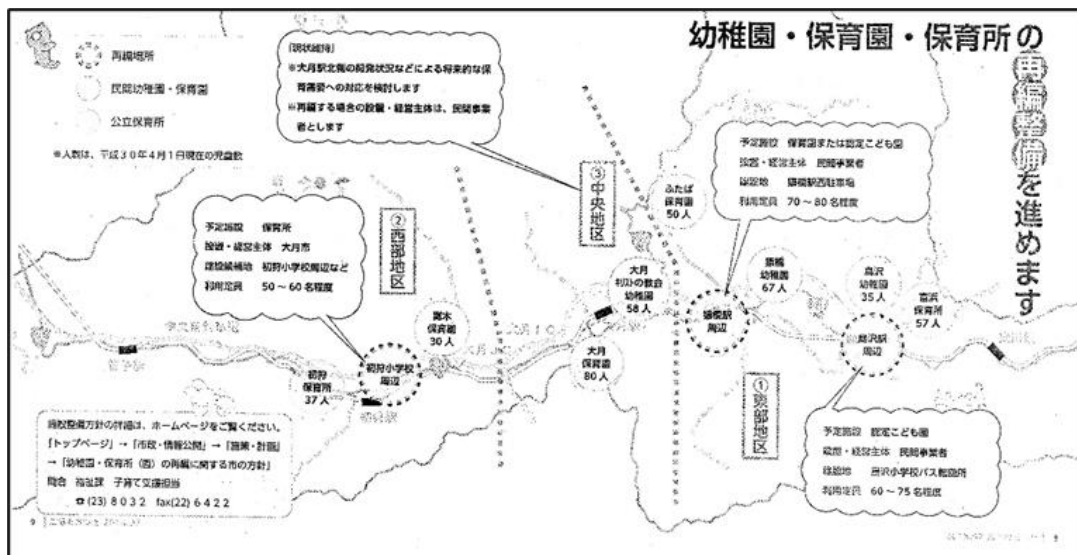 幼稚園・保育園・保育所の
再編整備を進めます
再編場所
民間幼稚園・保育園
公立保育所
※人数は、平成30年4月1日現在の児童数
「現状維持」
※大月駅北側の開発状況などによる将来的な保
育需要への対応を検討します
※再編する場合の設置・経営主体は、民間事業
者とします
③中央地区
予定施設 保育園または認定こども園
設置・経営主体 民間事業者
建設地 猿橋駅西駐車場
利用定員 70～80名程度
ふたば
保育園
50人
②西部地区
予定施設 保育所
設置・経営主体 大月市
建設候補地 初狩小学校周辺など
利用定員 50～60名程度
大月
キリストの教会
幼稚園
58人
猿橋
幼稚園
67人
鳥沢
幼稚園
35人
富浜
保育所
57人
猿橋駅
周辺
鳥沢駅
周辺
保育園
30人
大月
保育園
80人
初狩小学校
周辺
初狩
保育所
37人
初狩駅
①東部地区
予定施設 認定こども園
設置・経営主体 民間事業者
建設地 鳥沢小学校バス転回所
利用定員 60～75名程度
施設整備方針の詳細は、ホームページをご覧ください。
「トップページ」→「市政・情報公開」→「施策・計画」
→「幼稚園・保育所（園）の再編に関する市の方針」
問合 福祉課 子育て支援担当
☎(23)8032 fax(22)6422
9
8